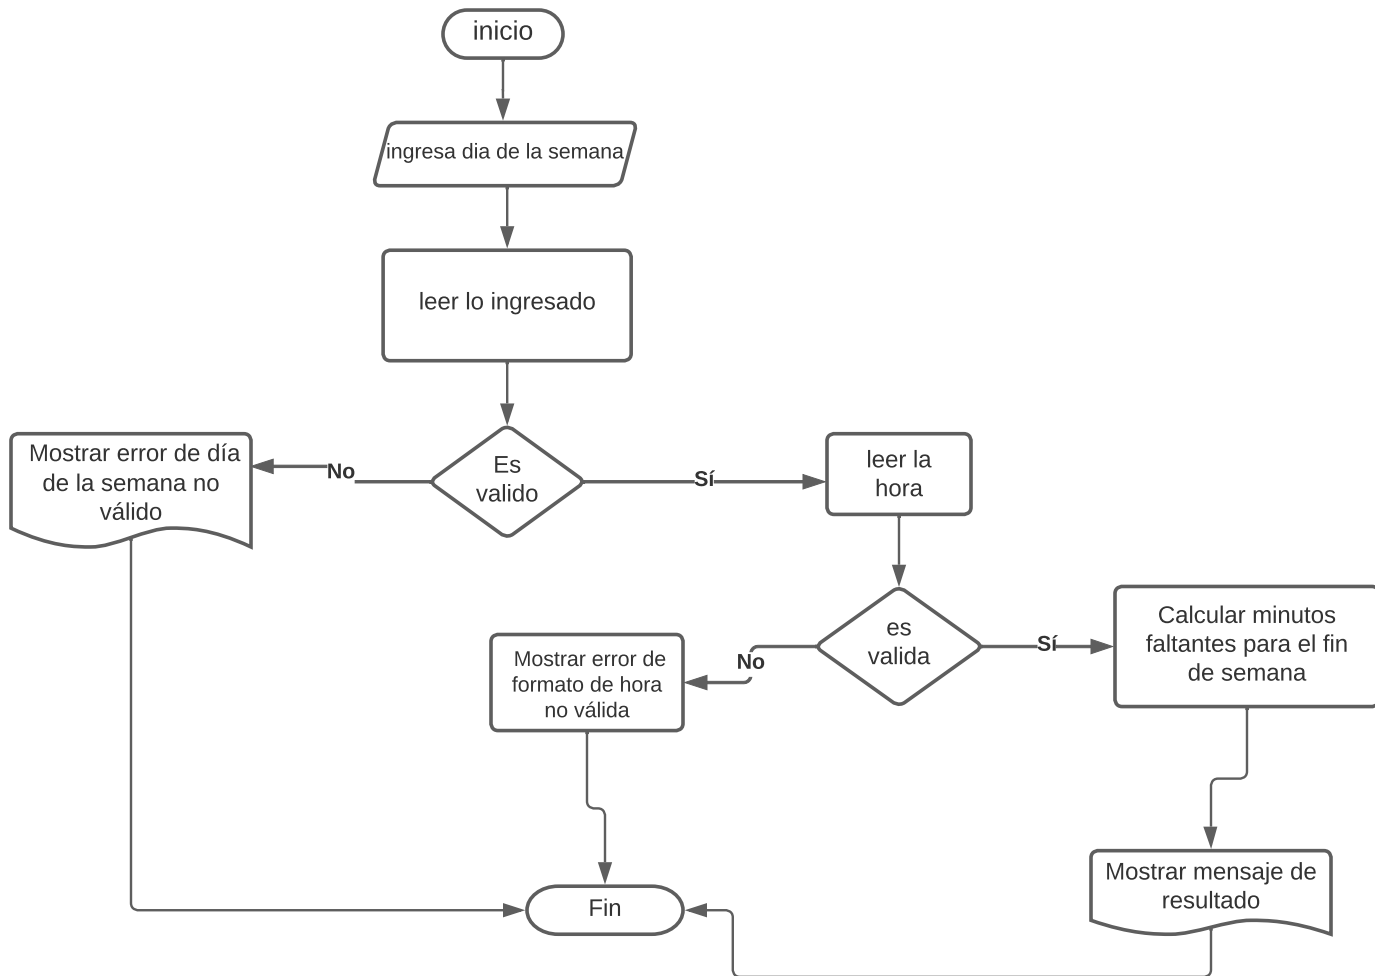 inicio
ingresa dia de la semana
leer lo ingresado
Es
valido
No
Mostrar error de día
de la semana no
válido
Sí
leer la
hora
es
valida
No
Mostrar error de
formato de hora
no válida
Sí
Calcular minutos
faltantes para el fin
de semana
Mostrar mensaje de
resultado
Fin